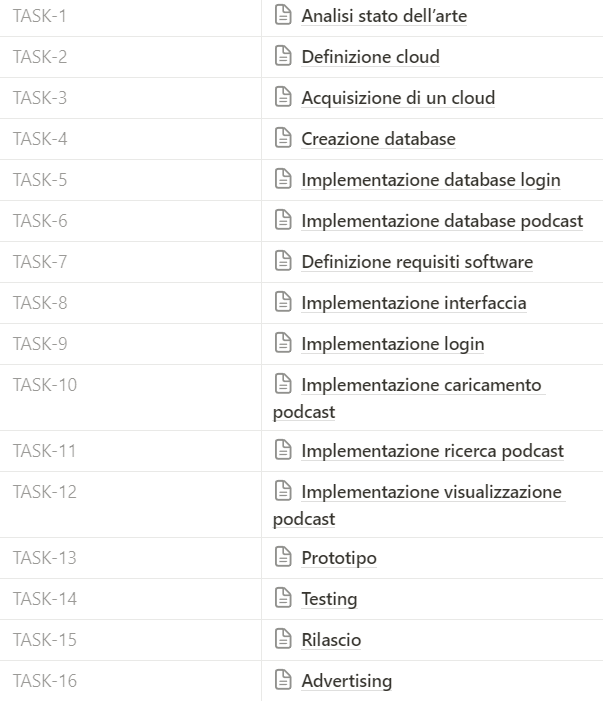 TASK-1 Analisi stato dell’arte
TASK-2 Definizione cloud
TASK-3 Acquisizione di un cloud
TASK-4 Creazione database
TASK-5 Implementazione database login
TASK-6 Implementazione database podcast
TASK-7 Definizione requisiti software
TASK-8 Implementazione interfaccia
TASK-9 Implementazione login
TASK-10 Implementazione caricamento
podcast
TASK-11 Implementazione ricerca podcast
TASK-12 Implementazione visualizzazione
podcast
TASK-13 Prototipo
TASK-14 Testing
TASK-15 Rilascio
TASK-16 Advertising